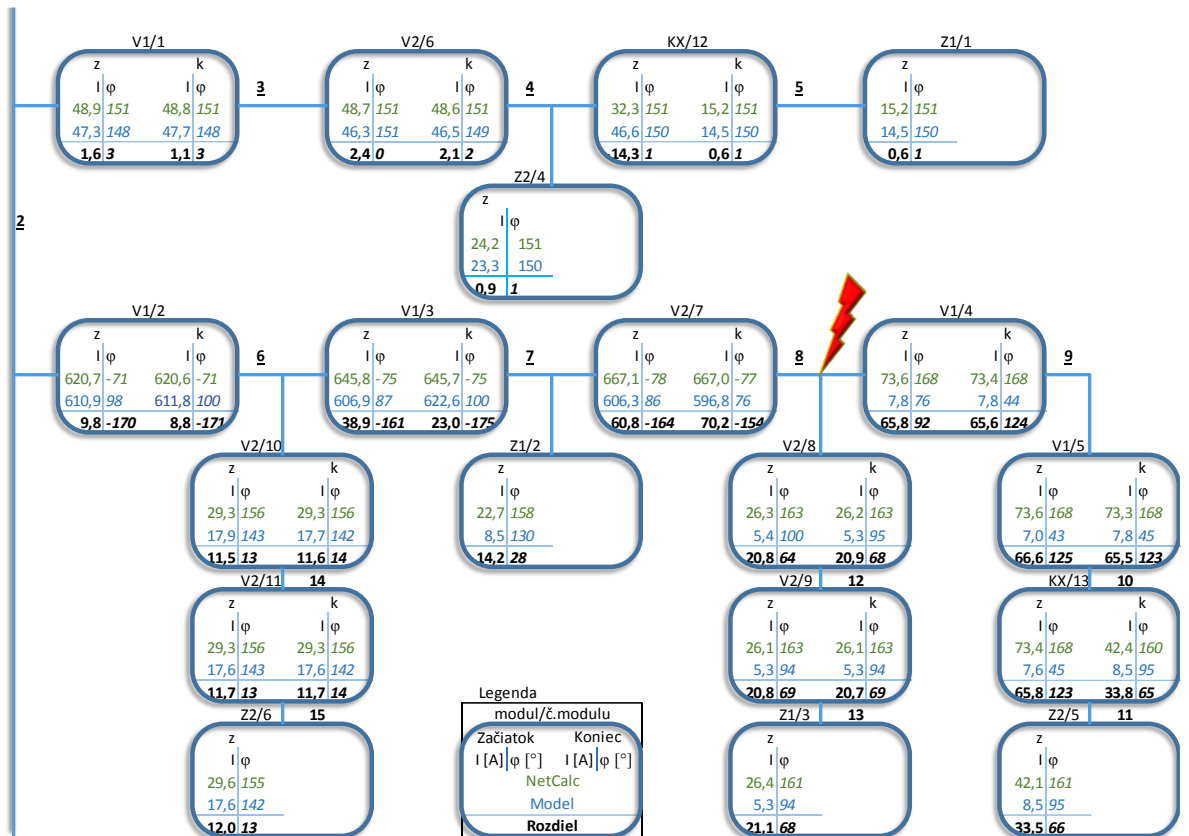 V1/1 V2/6 KX/12 Z1/1
z k z k z k z
I φ I φ I φ I φ I φ I φ I φ
48,9 151 48,8 151 3 48,7 151 48,6 151 4 32,3 151 15,2 151 5 15,2 151
47,3 148 47,7 148 46,3 151 46,5 149 46,6 150 14,5 150 14,5 150
1,6 3 1,1 3 2,4 0 2,1 2 -14,3 1 0,6 1 0,6 1
Z2/4
z
I φ
24,2 151
23,3 150
0,9 1
2
V1/2 V1/3 V2/7 V1/4
z k z k z k z k
I φ I φ 6 I φ I φ 7 I φ I φ 8 I φ I φ 9
620,7 -71 620,6 -71 645,8 -75 645,7 -75 667,1 -78 667,0 -77 73,6 168 73,4 168
610,9 98 611,8 100 606,9 87 622,6 100 606,3 86 596,8 76 7,8 76 7,8 44
9,8 -170 8,8 -171 38,9 -161 23,0 -175 60,8 -164 70,2 -154 65,8 92 65,6 124
V2/10 Z1/2 V2/8 V1/5
z k z z k z k
I φ I φ I φ I φ I φ I φ I φ
29,3 156 29,3 156 22,7 158 26,3 163 26,2 163 73,6 168 73,3 168
17,9 143 17,7 142 8,5 130 5,4 100 5,3 95 7,0 43 7,8 45
11,5 13 11,6 14 14,2 28 20,8 64 20,9 68 66,6 125 65,5 123
V2/11 14 V2/9 12 KX/13 10
z k z k z k
I φ I φ I φ I φ I φ I φ
29,3 156 29,3 156 26,1 163 26,1 163 73,4 168 42,4 160
17,6 143 17,6 142 5,3 94 5,3 94 7,6 45 8,5 95
11,7 13 11,7 14 20,8 69 20,7 69 65,8 123 33,8 65
Z2/6 15 Z1/3 13 Z2/5 11
z z z
I φ I φ I φ
29,6 155 26,4 161 42,1 161
17,6 142 5,3 94 8,5 95
12,0 13 21,1 68 33,5 66
Legenda
modul/č.modulu
Začiatok Koniec
I [A] φ [°] I [A] φ [°]
NetCalc
Model
Rozdiel